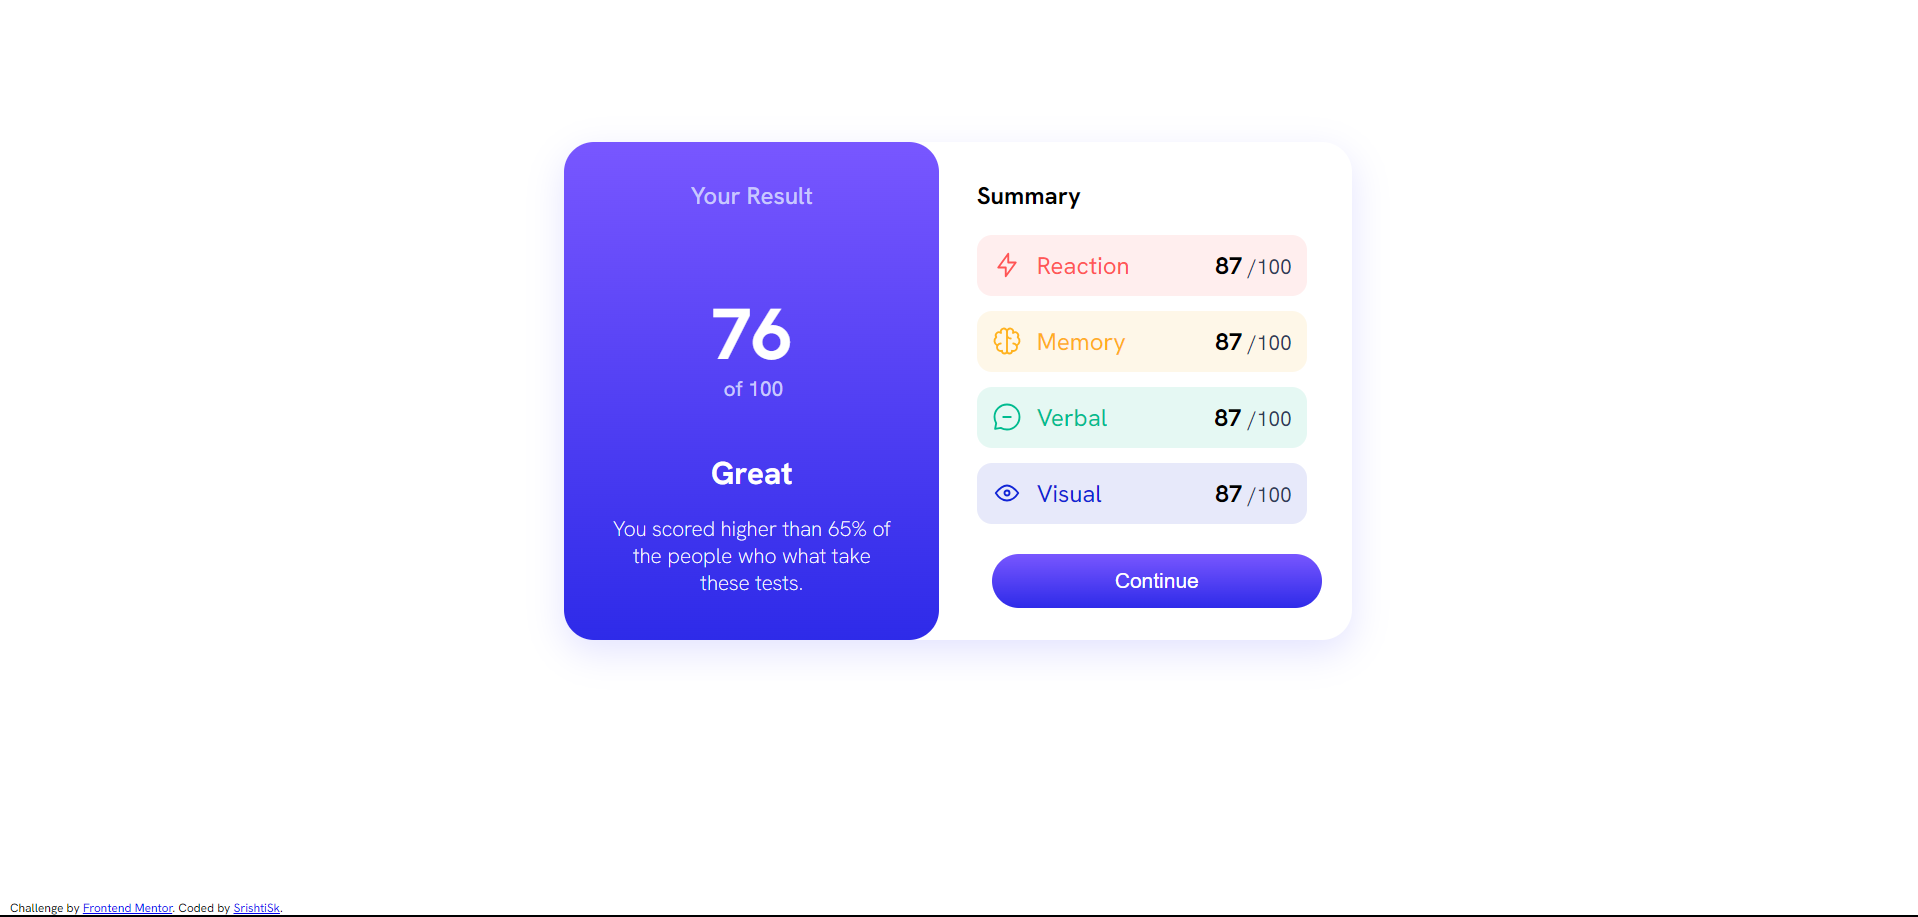 Your Result
76
of 100
Great
You scored higher than 65% of
the people who what take
these tests.
Summary
Reaction 87 /100
Memory 87 /100
Verbal 87 /100
Visual 87 /100
Continue
Challenge by Frontend Mentor. Coded by SrishtiSk.